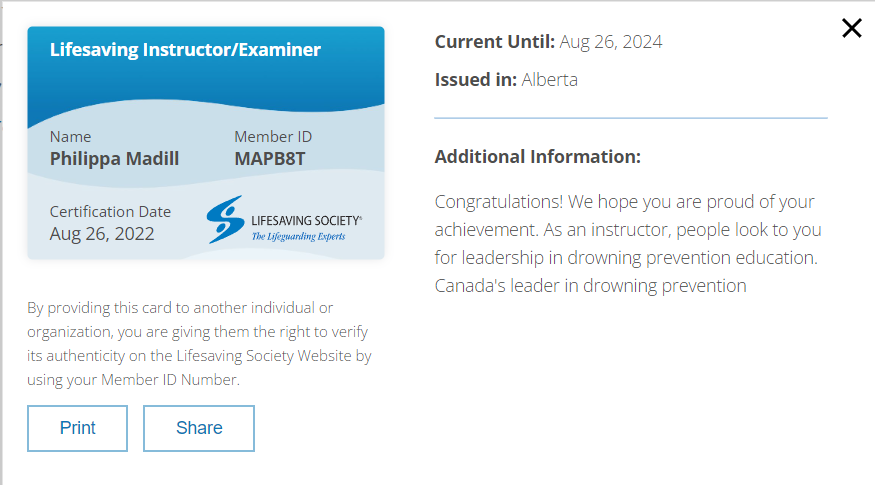 Lifesaving Instructor/Examiner
Name
Philippa Madill
Member ID
MAPB8T
Certification Date
Aug 26, 2022
LIFESAVING SOCIETY®
The Lifeguarding Experts
By providing this card to another individual or
organization, you are giving them the right to verify
its authenticity on the Lifesaving Society Website by
using your Member ID Number.
Print
Share
Current Until: Aug 26, 2024
Issued in: Alberta
Additional Information:
Congratulations! We hope you are proud of your
achievement. As an instructor, people look to you
for leadership in drowning prevention education.
Canada's leader in drowning prevention